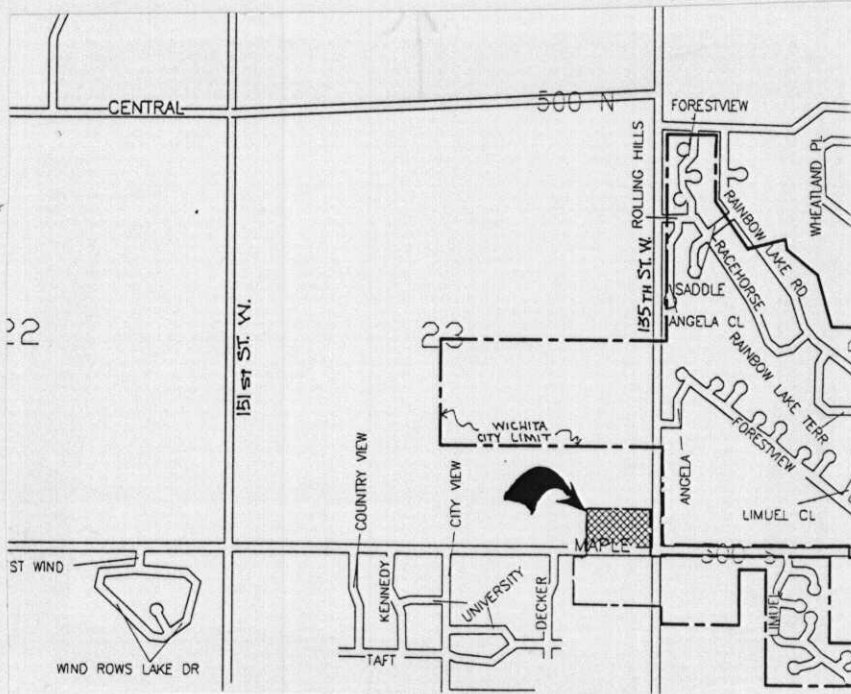 CENTRAL
500 N
FORESTVIEW
ROLLING HILLS
WHEATLAND PL
RAINBOW LAKE RD
RACEHORSE
SADDLE
135TH ST. W.
ANGELA CL
151 ST ST. W.
22
23
RAINBOW LAKE TERR
WICHITA
CITY LIMIT
FORESTVIEW
ANGELA
COUNTRY VIEW
CITY VIEW
LIMUEL CL
MAPLE
ST WIND
KENNEDY
UNIVERSITY
DECKER
TAFT
WIND ROWS LAKE DR